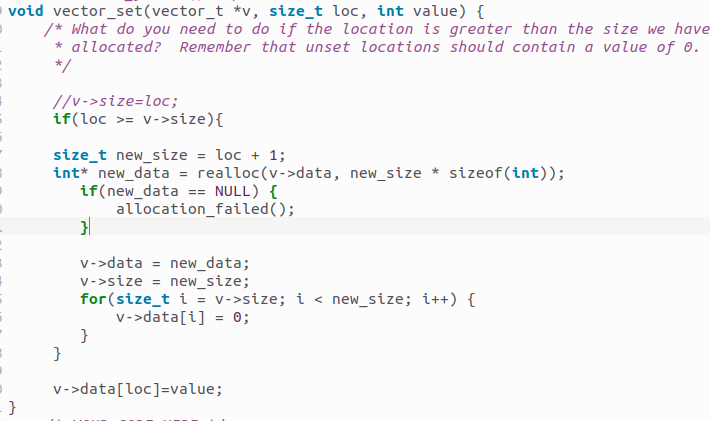 void vector_set(vector_t *v, size_t loc, int value) {
/* What do you need to do if the location is greater than the size we have
* allocated?  Remember that unset locations should contain a value of 0.
*/
//v->size=loc;
if(loc >= v->size){
size_t new_size = loc + 1;
int* new_data = realloc(v->data, new_size * sizeof(int));
if(new_data == NULL) {
allocation_failed();
}
v->data = new_data;
v->size = new_size;
for(size_t i = v->size; i < new_size; i++) {
v->data[i] = 0;
}
}
v->data[loc]=value;
}